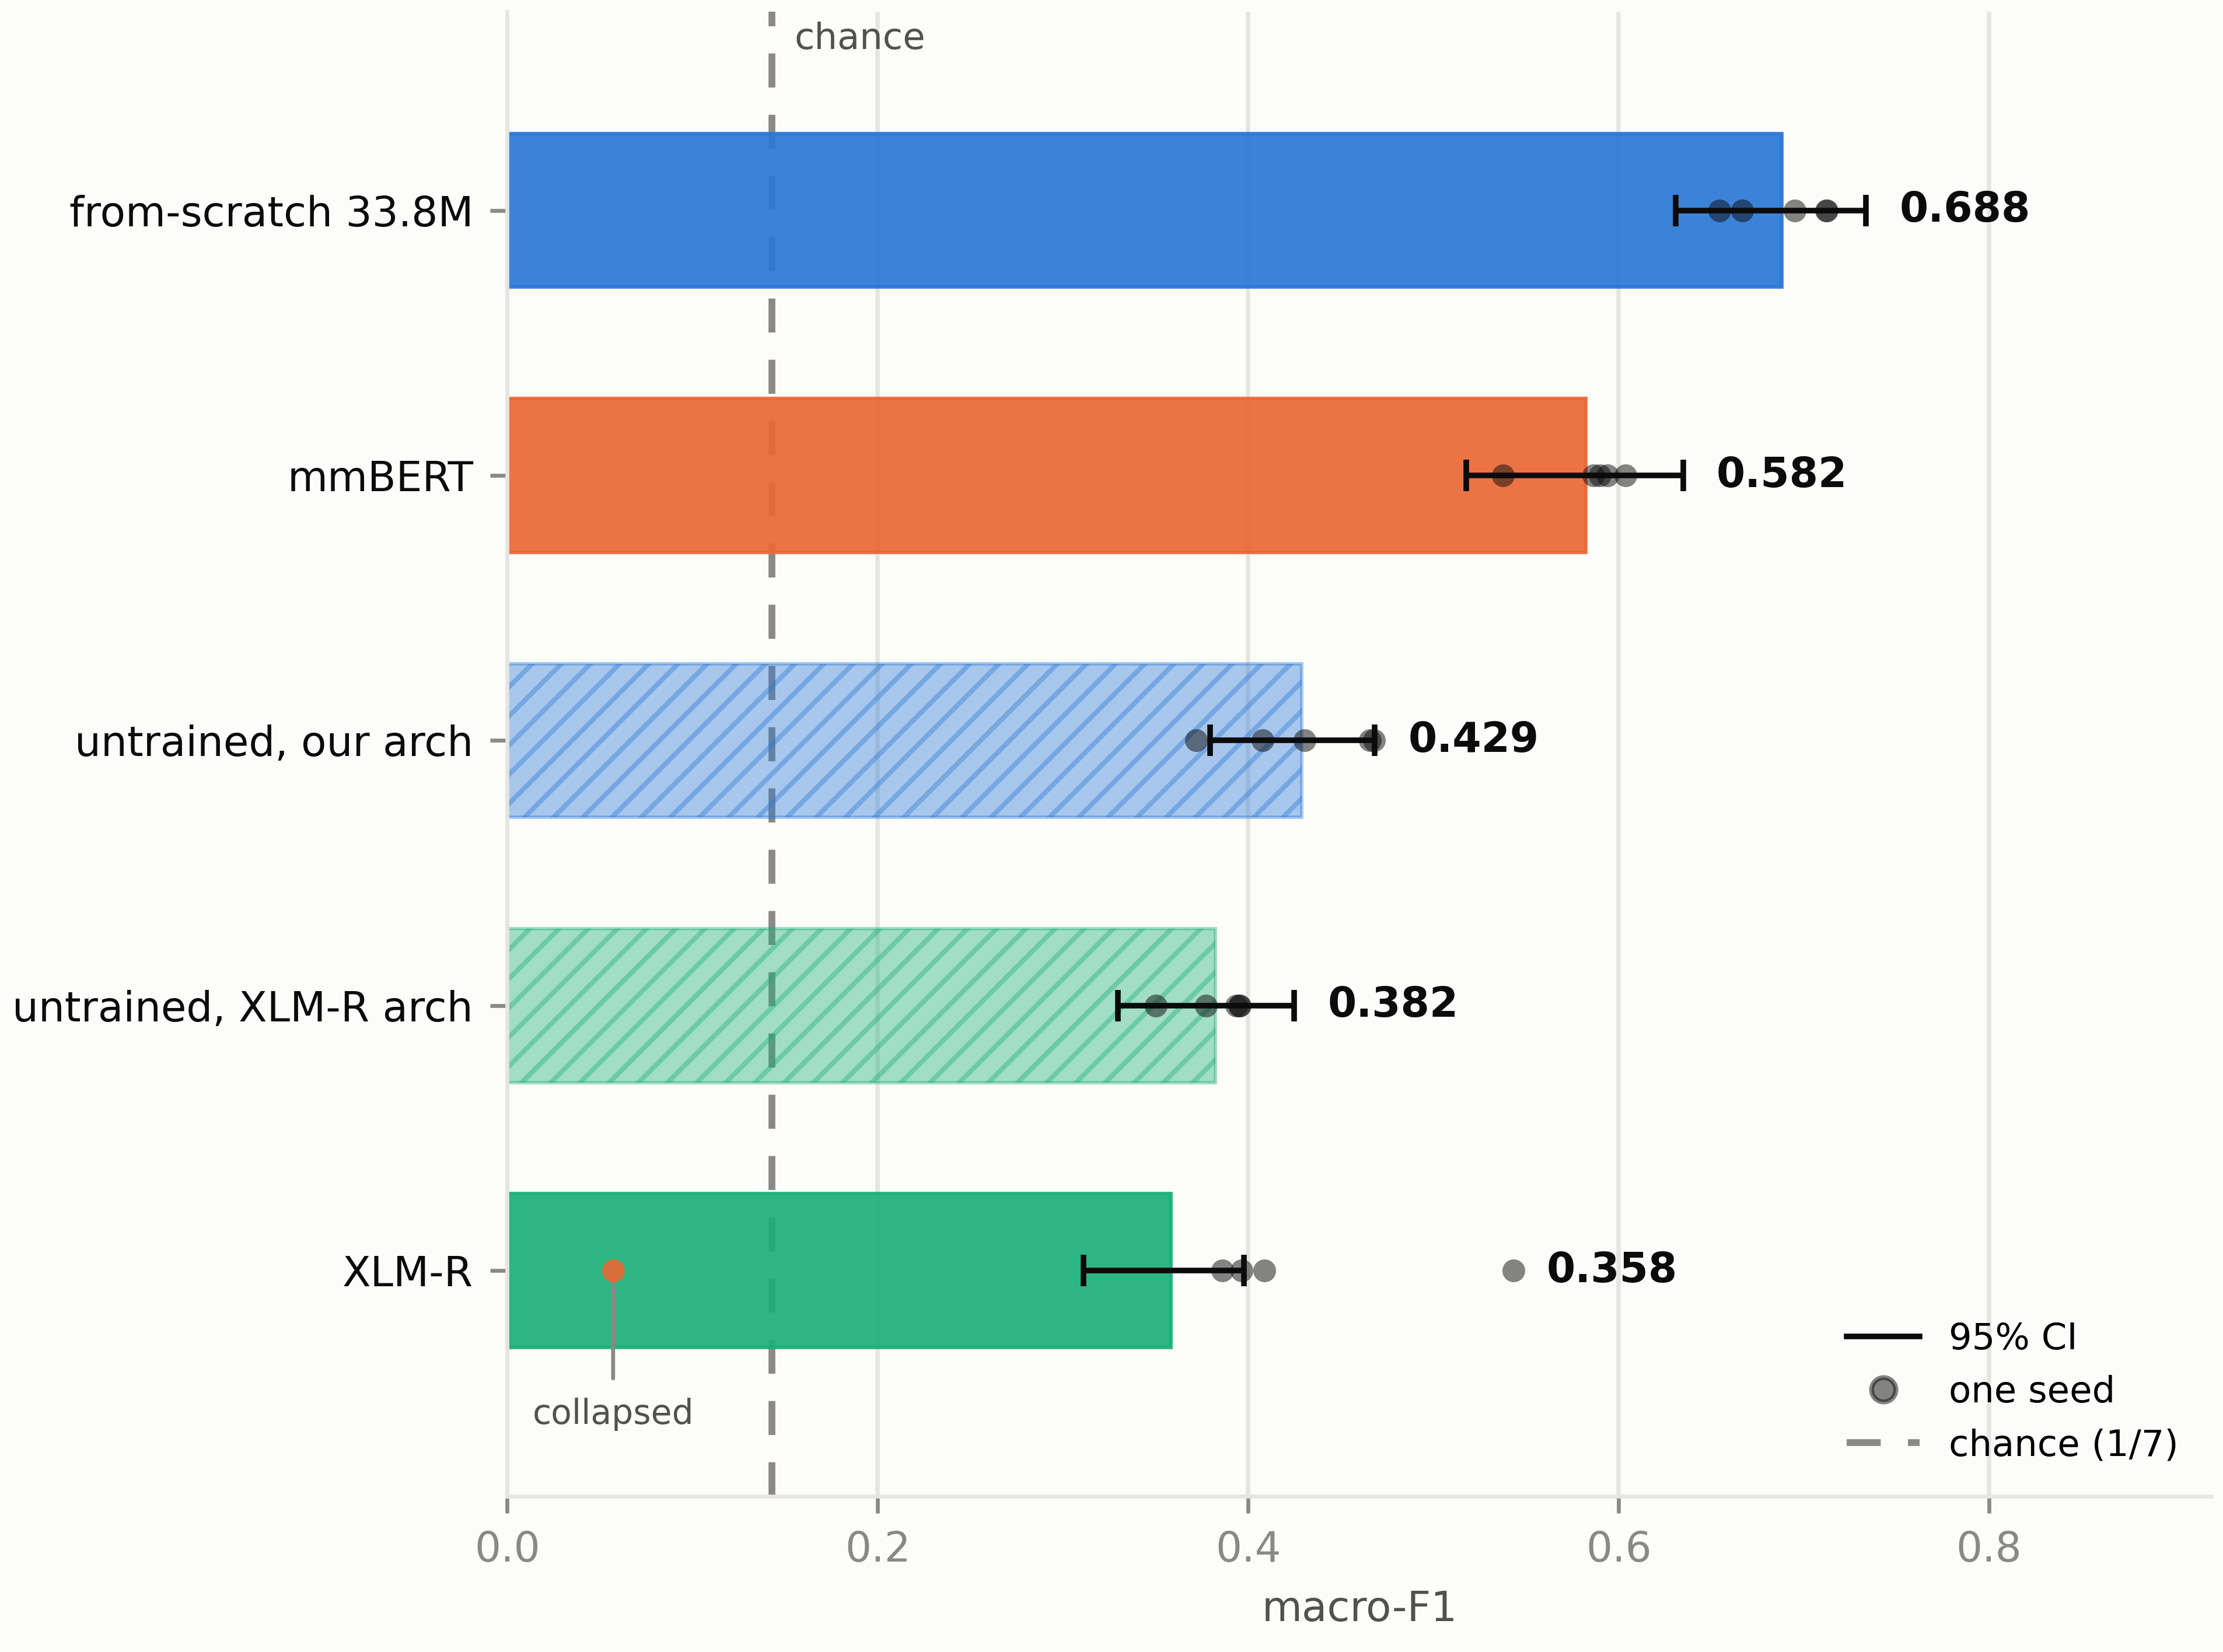 chance
from-scratch 33.8M
0.688
mmBERT
0.582
untrained, our arch
0.429
untrained, XLM-R arch
0.382
XLM-R
0.358
collapsed
95% CI
one seed
chance (1/7)
0.0 0.2 0.4 0.6 0.8
macro-F1